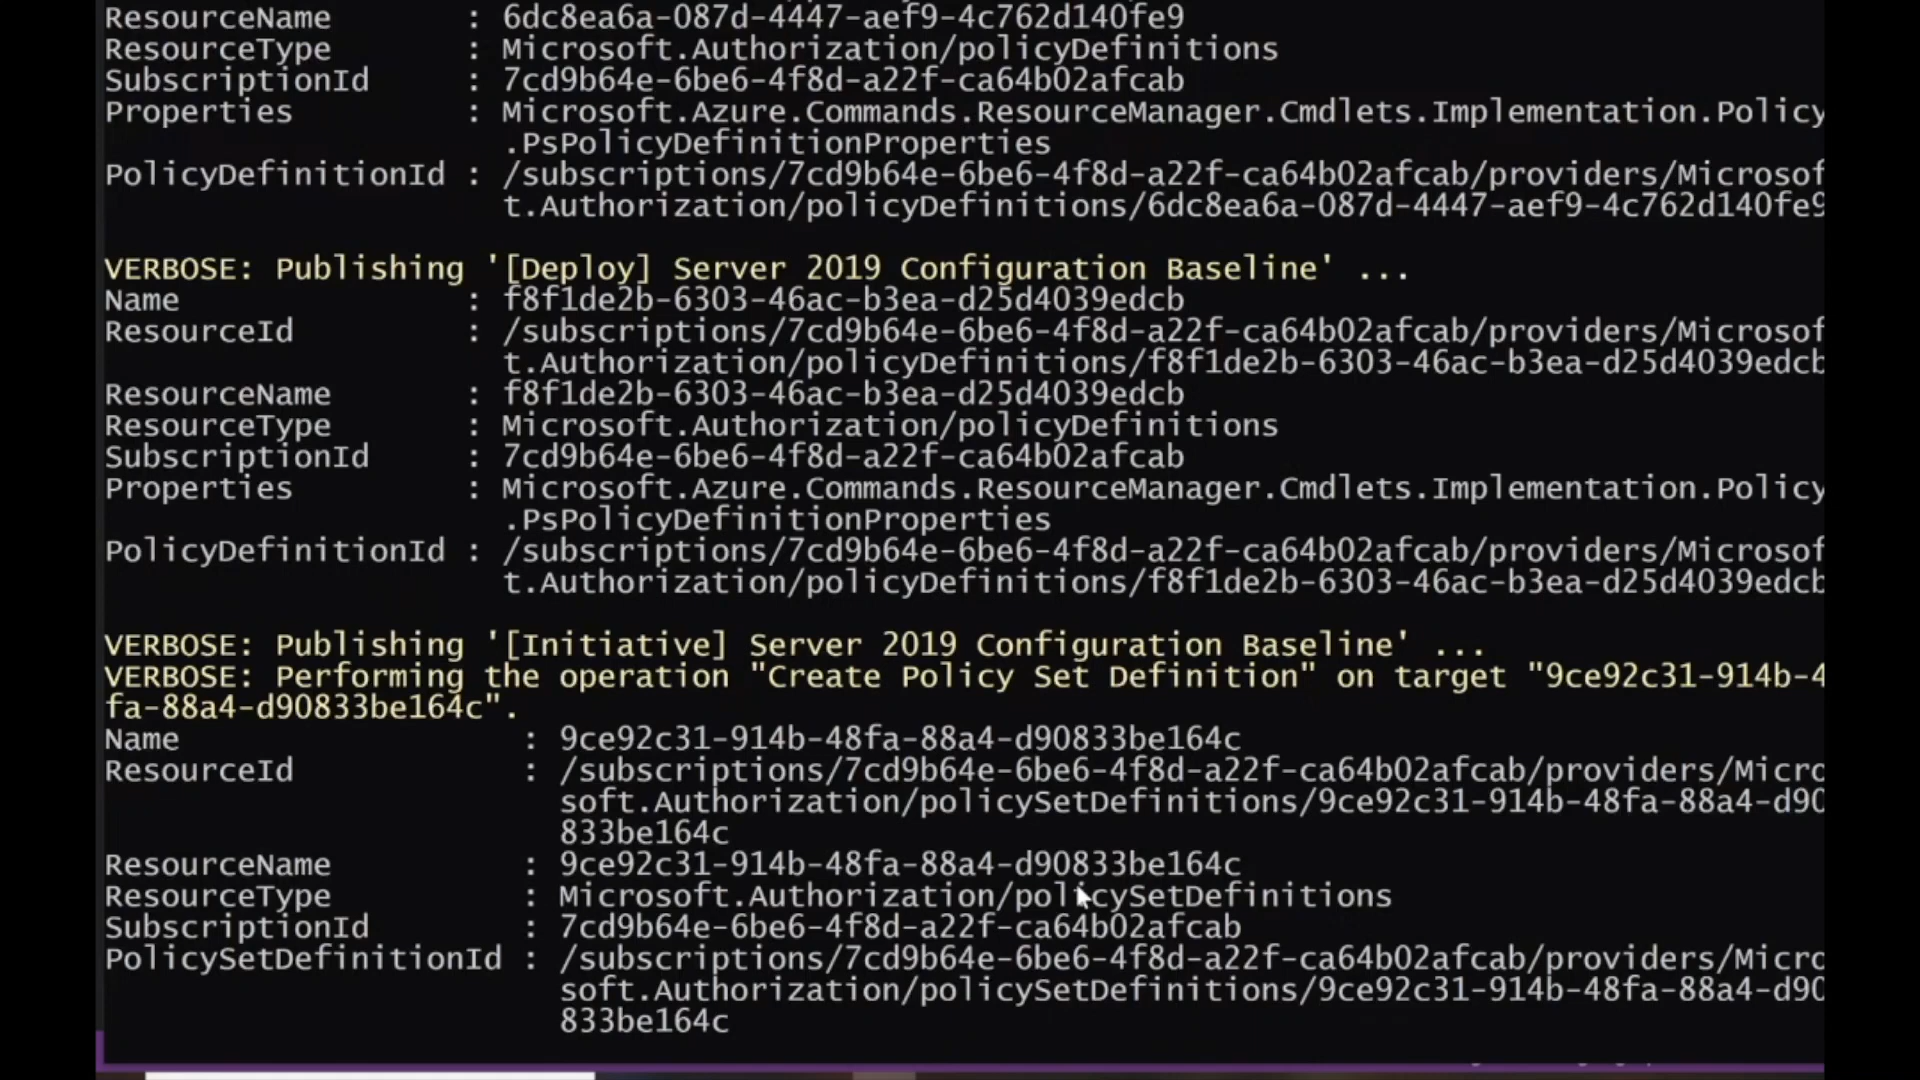 ResourceName : 6dc8ea6a-087d-4447-aef9-4c762d140fe9
ResourceType : Microsoft.Authorization/policyDefinitions
SubscriptionId : 7cd9b64e-6be6-4f8d-a22f-ca64b02afcab
Properties : Microsoft.Azure.Commands.ResourceManager.Cmdlets.Implementation.Policy
.PsPolicyDefinitionProperties
PolicyDefinitionId : /subscriptions/7cd9b64e-6be6-4f8d-a22f-ca64b02afcab/providers/Microsof
t.Authorization/policyDefinitions/6dc8ea6a-087d-4447-aef9-4c762d140fe9
VERBOSE: Publishing '[Deploy] Server 2019 Configuration Baseline' ...
Name : f8f1de2b-6303-46ac-b3ea-d25d4039edcb
ResourceId : /subscriptions/7cd9b64e-6be6-4f8d-a22f-ca64b02afcab/providers/Microsof
t.Authorization/policyDefinitions/f8f1de2b-6303-46ac-b3ea-d25d4039edcb
ResourceName : f8f1de2b-6303-46ac-b3ea-d25d4039edcb
ResourceType : Microsoft.Authorization/policyDefinitions
SubscriptionId : 7cd9b64e-6be6-4f8d-a22f-ca64b02afcab
Properties : Microsoft.Azure.Commands.ResourceManager.Cmdlets.Implementation.Policy
.PsPolicyDefinitionProperties
PolicyDefinitionId : /subscriptions/7cd9b64e-6be6-4f8d-a22f-ca64b02afcab/providers/Microsof
t.Authorization/policyDefinitions/f8f1de2b-6303-46ac-b3ea-d25d4039edcb
VERBOSE: Publishing '[Initiative] Server 2019 Configuration Baseline' ...
VERBOSE: Performing the operation "Create Policy Set Definition" on target "9ce92c31-914b-4
fa-88a4-d90833be164c".
Name : 9ce92c31-914b-48fa-88a4-d90833be164c
ResourceId : /subscriptions/7cd9b64e-6be6-4f8d-a22f-ca64b02afcab/providers/Micro
soft.Authorization/policySetDefinitions/9ce92c31-914b-48fa-88a4-d90
833be164c
ResourceName : 9ce92c31-914b-48fa-88a4-d90833be164c
ResourceType : Microsoft.Authorization/policySetDefinitions
SubscriptionId : 7cd9b64e-6be6-4f8d-a22f-ca64b02afcab
PolicySetDefinitionId : /subscriptions/7cd9b64e-6be6-4f8d-a22f-ca64b02afcab/providers/Micro
soft.Authorization/policySetDefinitions/9ce92c31-914b-48fa-88a4-d90
833be164c